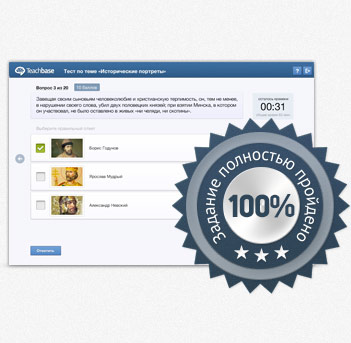 Teachbase
Тест по теме «Исторические портреты»
Вопрос 3 из 20
10 баллов
Завещая своим сыновьям человеколюбие и христианскую терпимость, он, тем не менее,
в нарушении своего слова, убил двух половецких князей; при взятии Минска, в котором
он участвовал, не было оставлено в живых «ни челяди, ни скотины».
осталось времени
00:31
Выберите правильный ответ
Борис Годунов
Ярослав Мудрый
Александр Невский
Ответить
Задание полностью пройдено
100%